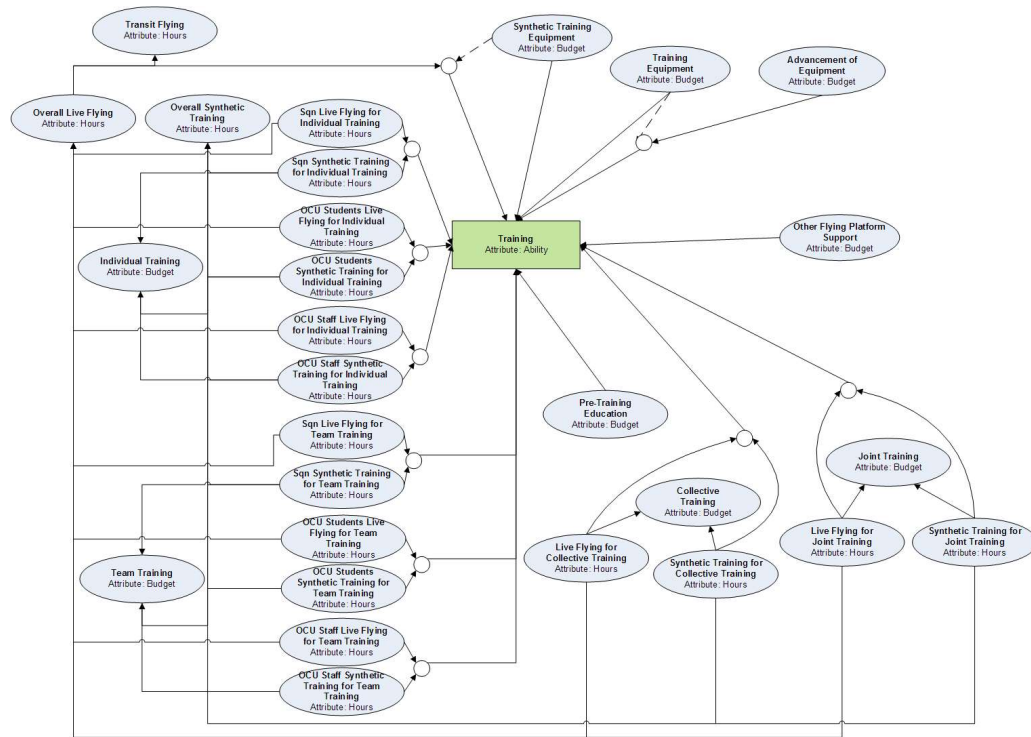 Transit Flying
Attribute: Hours
Synthetic Training
Equipment
Attribute: Budget
Training
Equipment
Attribute: Budget
Advancement of
Equipment
Attribute: Budget
Overall Live Flying
Attribute: Hours
Overall Synthetic
Training
Attribute: Hours
Sqn Live Flying for
Individual Training
Attribute: Hours
Sqn Synthetic Training
for Individual Training
Attribute: Hours
OCU Students Live
Flying for Individual
Training
Attribute: Hours
Training
Attribute: Ability
Other Flying Platform
Support
Attribute: Budget
Individual Training
Attribute: Budget
OCU Students
Synthetic Training for
Individual Training
Attribute: Hours
OCU Staff Live Flying
for Individual Training
Attribute: Hours
OCU Staff Synthetic
Training for Individual
Training
Attribute: Hours
Pre-Training
Education
Attribute: Budget
Sqn Live Flying for
Team Training
Attribute: Hours
Sqn Synthetic Training
for Team Training
Attribute: Hours
Joint Training
Attribute: Budget
Collective
Training
Attribute: Budget
OCU Students Live
Flying for Team
Training
Attribute: Hours
Live Flying for
Collective Training
Attribute: Hours
Synthetic Training for
Collective Training
Attribute: Hours
Live Flying for
Joint Training
Attribute: Hours
Synthetic Training for
Joint Training
Attribute: Hours
Team Training
Attribute: Budget
OCU Students
Synthetic Training for
Team Training
Attribute: Hours
OCU Staff Live Flying
for Team Training
Attribute: Hours
OCU Staff Synthetic
Training for Team
Training
Attribute: Hours